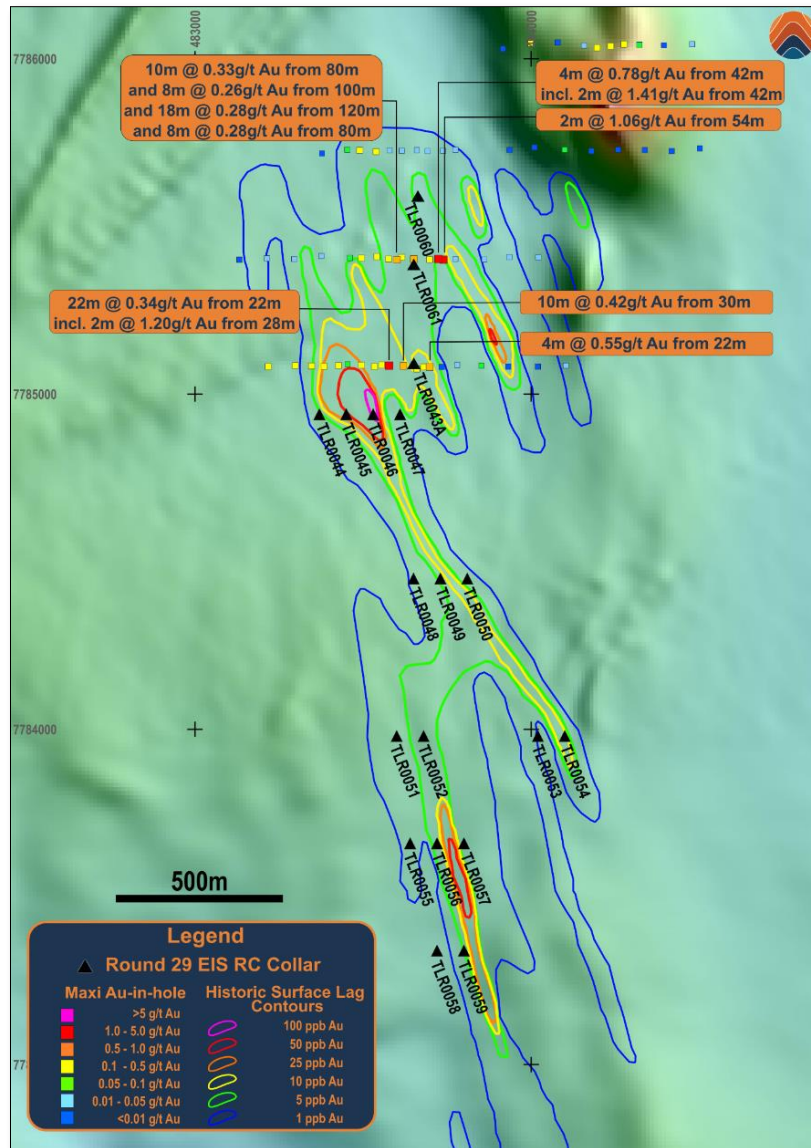 483000
000
7786000
10m @ 0.33g/t Au from 80m
and 8m @ 0.26g/t Au from 100m
and 18m @ 0.28g/t Au from 120m
and 8m @ 0.28g/t Au from 80m
4m @ 0.78g/t Au from 42m
incl. 2m @ 1.41g/t Au from 42m
2m @ 1.06g/t Au from 54m
TLR0060
TLR0061
22m @ 0.34g/t Au from 22m
incl. 2m @ 1.20g/t Au from 28m
10m @ 0.42g/t Au from 30m
4m @ 0.55g/t Au from 22m
7785000
TLR0043A
TLR0044
TLR0045
TLR0046
TLR0047
TLR0048
TLR0049
TLR0050
7784000
TLR0051
TLR0052
TLR0053
TLR0054
TLR0055
TLR0056
TLR0057
500m
TLR0058
TLR0059
Legend
Round 29 EIS RC Collar
Maxi Au-in-hole
>5 g/t Au
1.0 - 5.0 g/t Au
0.5 - 1.0 g/t Au
0.1 - 0.5 g/t Au
0.05 - 0.1 g/t Au
0.01 - 0.05 g/t Au
<0.01 g/t Au
Historic Surface Lag
Contours
100 ppb Au
50 ppb Au
25 ppb Au
10 ppb Au
5 ppb Au
1 ppb Au